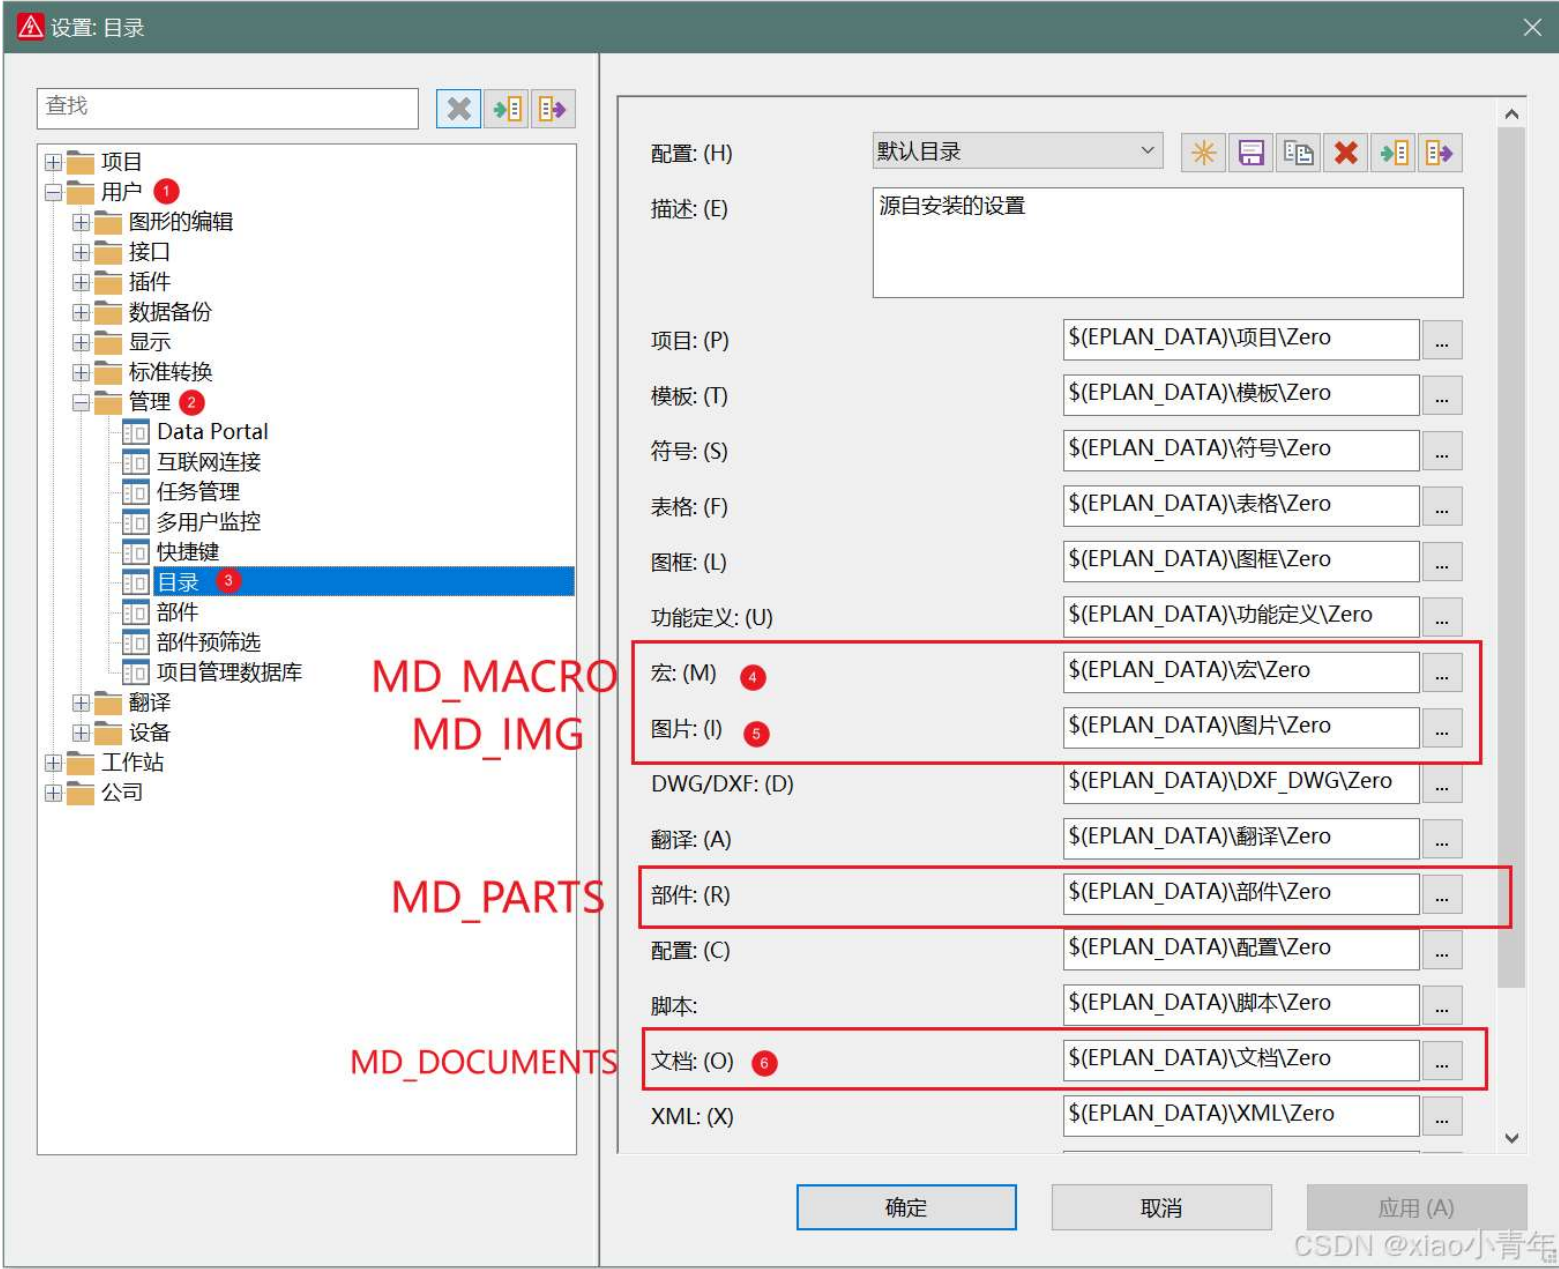 设置: 目录
查找
项目
用户 1
图形的编辑
接口
插件
数据备份
显示
标准转换
管理 2
Data Portal
互联网连接
任务管理
多用户监控
快捷键
目录 3
部件
部件预筛选
项目管理数据库
翻译
设备
工作站
公司
MD_MACRO
MD_IMG
MD_PARTS
MD_DOCUMENTS
配置: (H) 默认目录
描述: (E) 源自安装的设置
项目: (P) $(EPLAN_DATA)\项目\Zero ...
模板: (T) $(EPLAN_DATA)\模板\Zero ...
符号: (S) $(EPLAN_DATA)\符号\Zero ...
表格: (F) $(EPLAN_DATA)\表格\Zero ...
图框: (L) $(EPLAN_DATA)\图框\Zero ...
功能定义: (U) $(EPLAN_DATA)\功能定义\Zero ...
宏: (M) 4 $(EPLAN_DATA)\宏\Zero ...
图片: (I) 5 $(EPLAN_DATA)\图片\Zero ...
DWG/DXF: (D) $(EPLAN_DATA)\DXF_DWG\Zero ...
翻译: (A) $(EPLAN_DATA)\翻译\Zero ...
部件: (R) $(EPLAN_DATA)\部件\Zero ...
配置: (C) $(EPLAN_DATA)\配置\Zero ...
脚本: $(EPLAN_DATA)\脚本\Zero ...
文档: (O) 6 $(EPLAN_DATA)\文档\Zero ...
XML: (X) $(EPLAN_DATA)\XML\Zero ...
确定 取消 应用 (A)
CSDN @xiao小青年